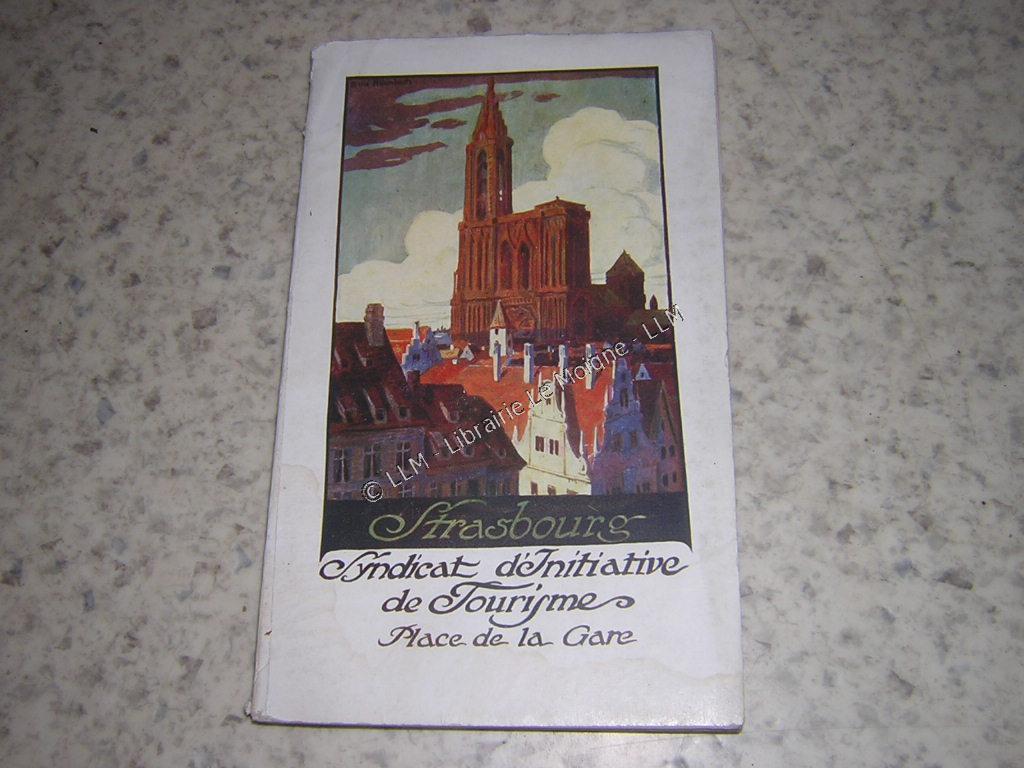 Strasbourg
Syndicat d'Initiative
de Tourisme
Place de la Gare
© LLM - Librairie Le Moigne - LLM